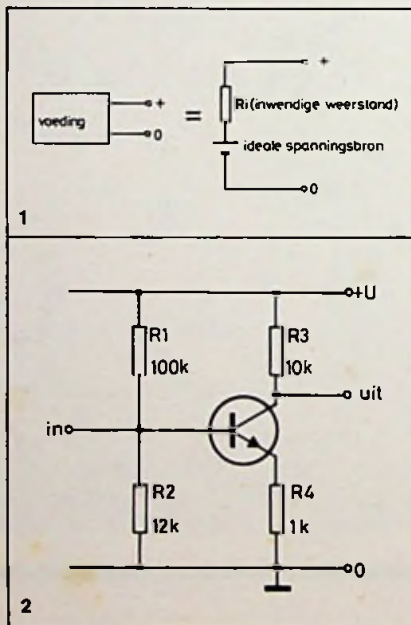 voeding
+
0
=
+
Ri(inwendige weerstand)
ideale spanningsbron
0
1
+U
R1
100k
R3
10k
uit
in
R2
12k
R4
1k
0
2